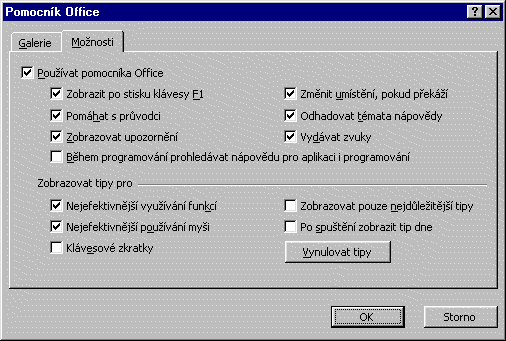 Pomocník Office
Galerie Možnosti
Používat pomocníka Office
Zobrazit po stisku klávesy F1
Změnit umístění, pokud překáží
Pomáhat s průvodci
Odhadovat témata nápovědy
Zobrazovat upozornění
Vydávat zvuky
Během programování prohledávat nápovědu pro aplikaci i programování
Zobrazovat tipy pro
Nejefektivnější využívání funkcí
Zobrazovat pouze nejdůležitější tipy
Nejefektivnější používání myši
Po spuštění zobrazit tip dne
Klávesové zkratky
Vynulovat tipy
OK Storno